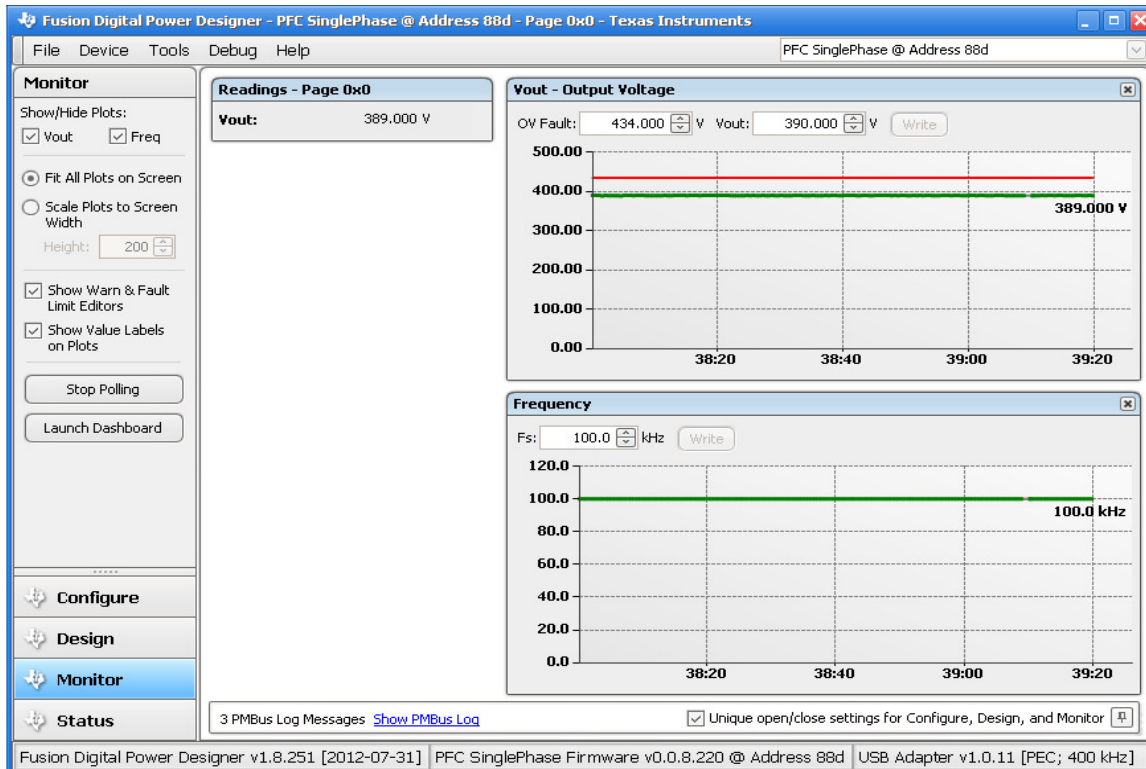 Fusion Digital Power Designer - PFC SinglePhase @ Address 88d - Page 0x0 - Texas Instruments
File Device Tools Debug Help
PFC SinglePhase @ Address 88d
Monitor
Show/Hide Plots:
Vout Freq
Fit All Plots on Screen
Scale Plots to Screen
Width
Height: 200
Show Warn & Fault
Limit Editors
Show Value Labels
on Plots
Stop Polling
Launch Dashboard
Configure
Design
Monitor
Status
Readings - Page 0x0
Vout: 389.000 V
Vout - Output Voltage
OV Fault: 434.000 V Vout: 390.000 V Write
500.00
400.00
389.000 V
300.00
200.00
100.00
0.00
38:20 38:40 39:00 39:20
Frequency
Fs: 100.0 kHz Write
120.0
100.0
100.0 kHz
80.0
60.0
40.0
20.0
0.0
38:20 38:40 39:00 39:20
3 PMBus Log Messages Show PMBus Log
Unique open/close settings for Configure, Design, and Monitor
Fusion Digital Power Designer v1.8.251 [2012-07-31] PFC SinglePhase Firmware v0.0.8.220 @ Address 88d USB Adapter v1.0.11 [PEC; 400 kHz]